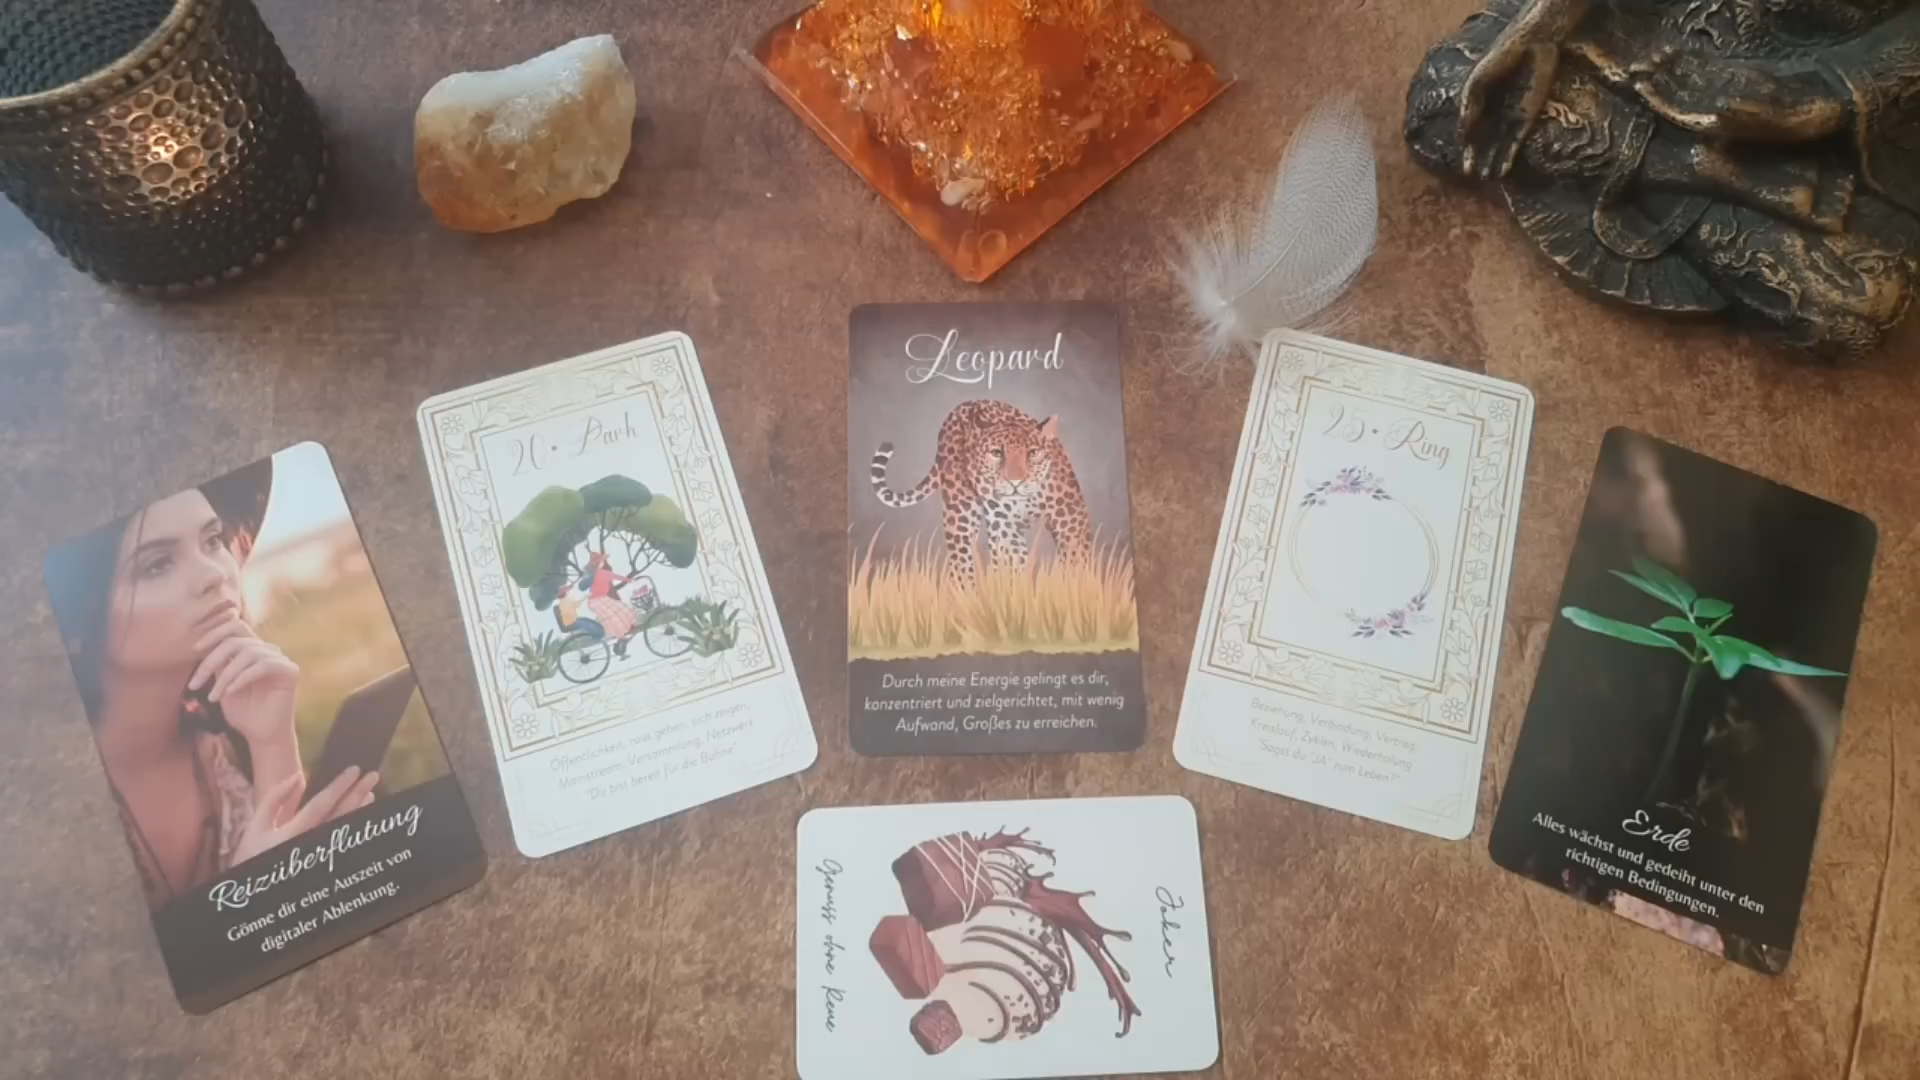 Reizüberflutung
Gönne dir eine Auszeit von
digitaler Ablenkung.
20 • Park
Öffentlichkeit, raus gehen, sich zeigen,
Mainstream, Versammlung, Netzwerk
"Du bist bereit für die Bühne"
Leopard
Durch meine Energie gelingt es dir,
konzentriert und zielgerichtet, mit wenig
Aufwand, Großes zu erreichen.
25 • Ring
Beziehung, Verbindung, Vertrag,
Kreislauf, Zyklen, Wiederholung
"Sagst du "JA" zum Leben?"
Erde
Alles wächst und gedeiht unter den
richtigen Bedingungen.
Joker
Genuss ohne Reue